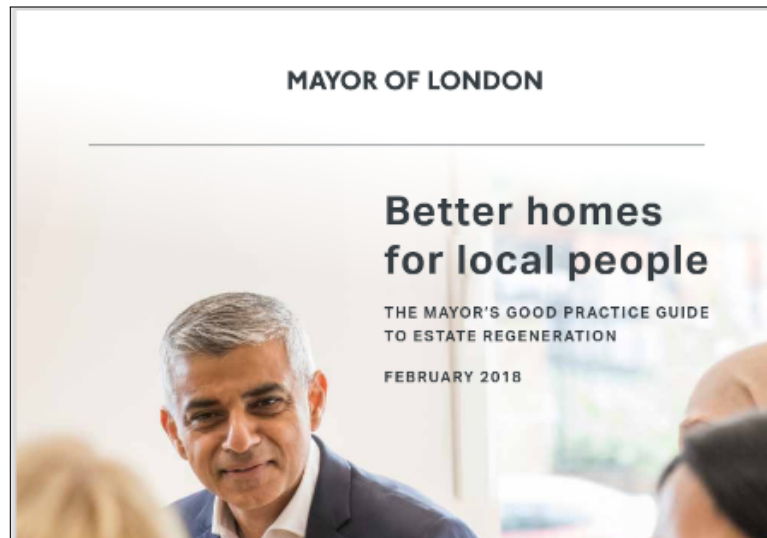 MAYOR OF LONDON
Better homes
for local people
THE MAYOR'S GOOD PRACTICE GUIDE
TO ESTATE REGENERATION
FEBRUARY 2018